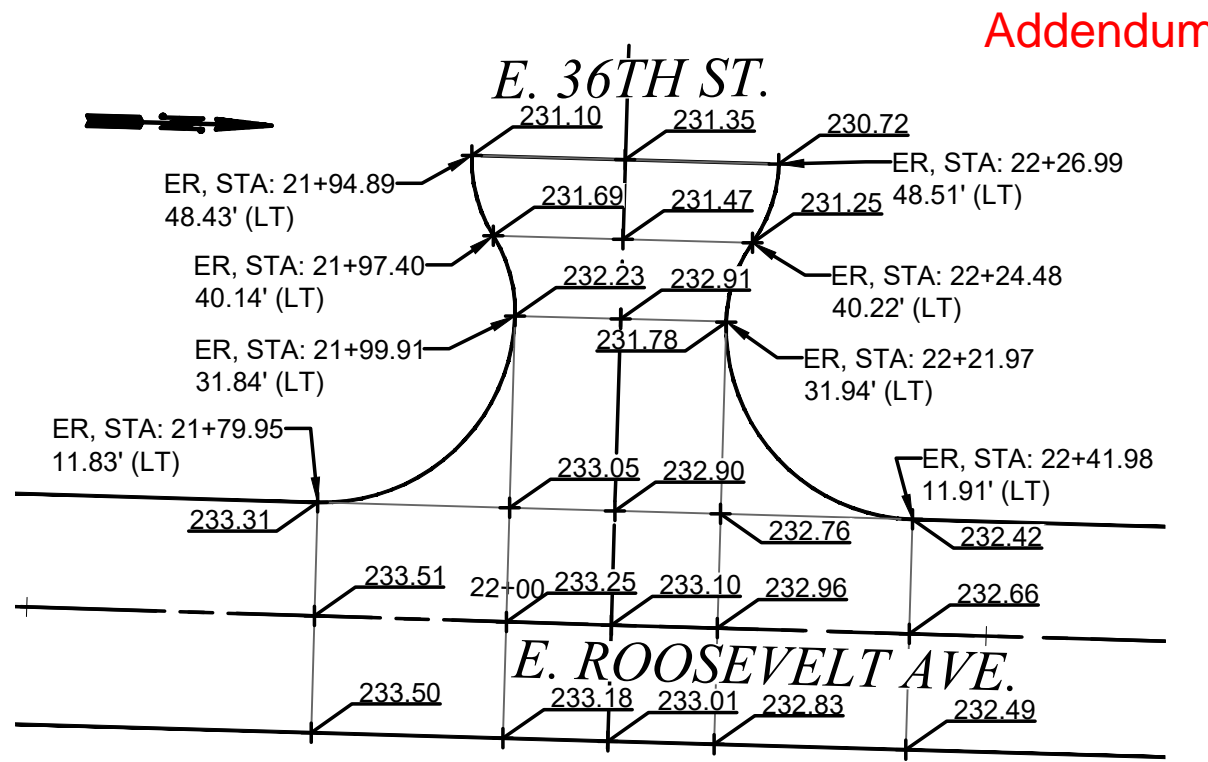 Addendum
E. 36TH ST.
231.10
231.35
230.72
ER, STA: 21+94.89
48.43' (LT)
ER, STA: 22+26.99
48.51' (LT)
231.69
231.47
231.25
ER, STA: 21+97.40
40.14' (LT)
ER, STA: 22+24.48
40.22' (LT)
232.23
232.91
231.78
ER, STA: 21+99.91
31.84' (LT)
ER, STA: 22+21.97
31.94' (LT)
ER, STA: 21+79.95
11.83' (LT)
ER, STA: 22+41.98
11.91' (LT)
233.31
233.05
232.90
232.76
232.42
233.51
22+00
233.25
233.10
232.96
232.66
E. ROOSEVELT AVE.
233.50
233.18
233.01
232.83
232.49